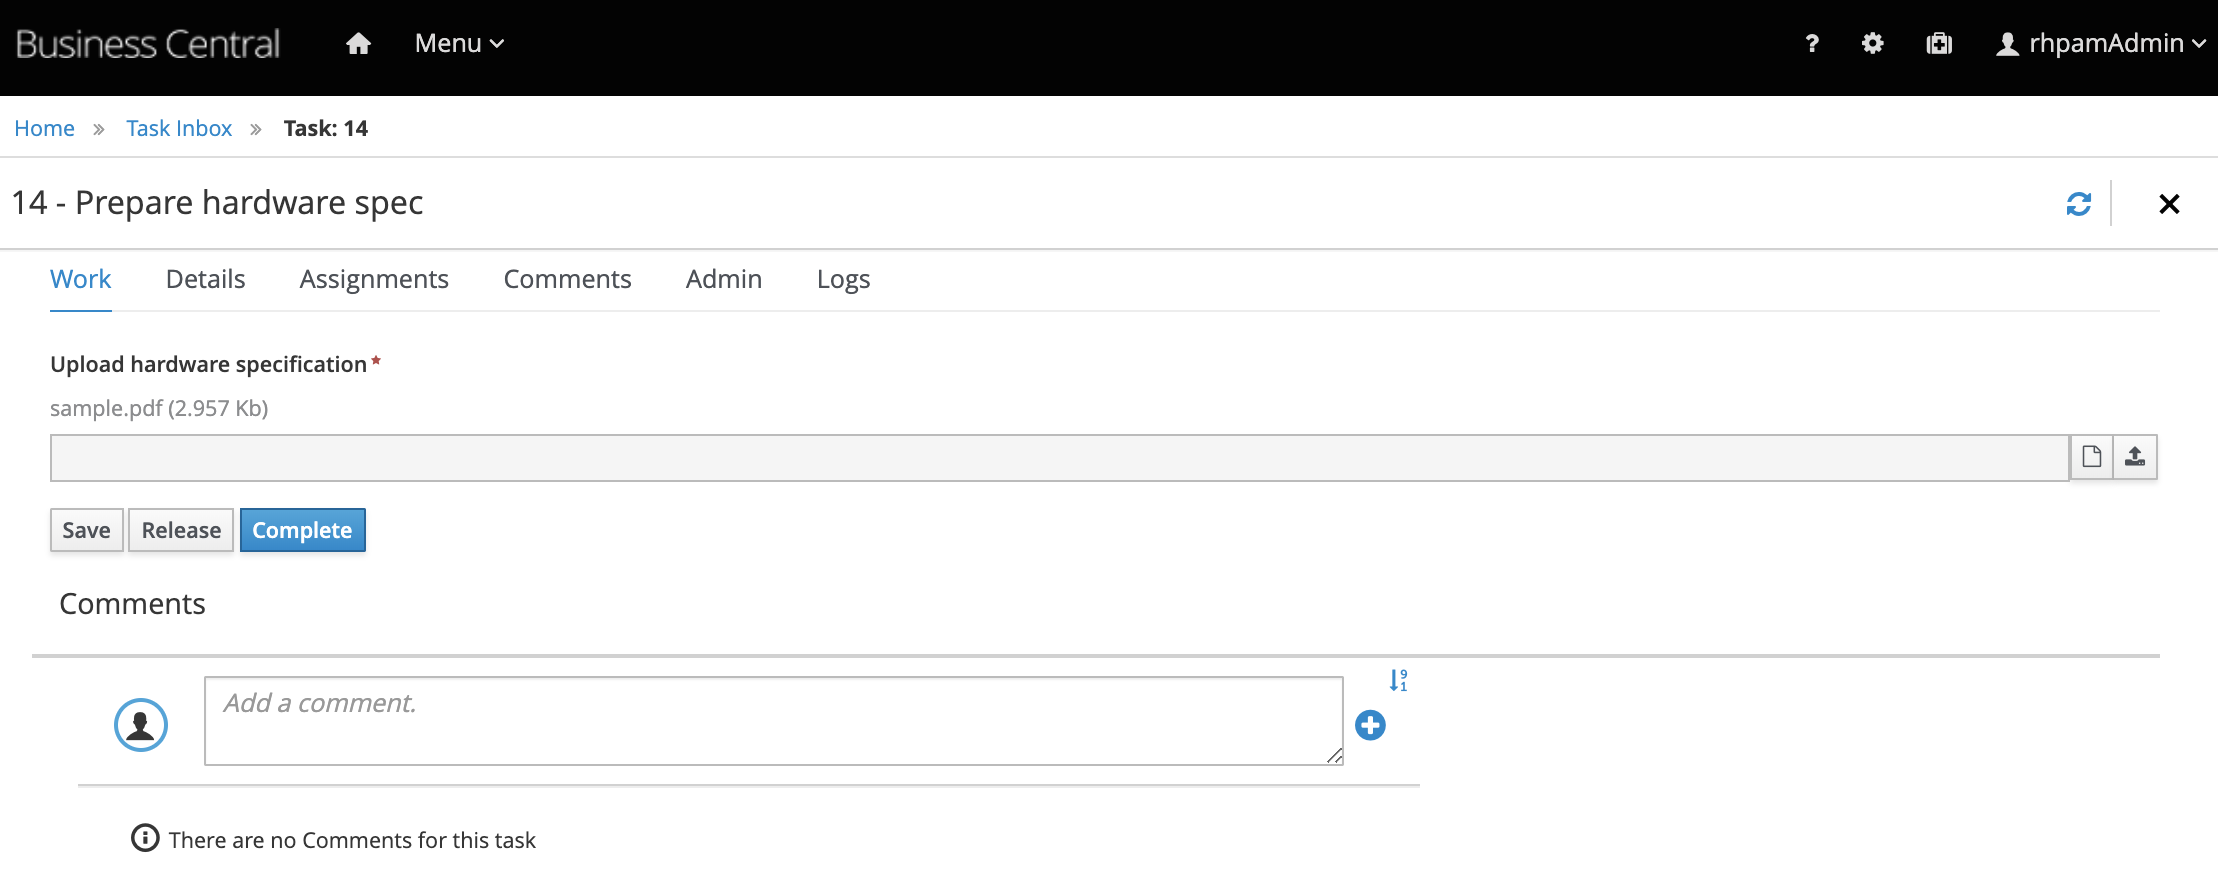 Business Central Menu ? rhpamAdmin
Home » Task Inbox » Task: 14
14 - Prepare hardware spec
Work Details Assignments Comments Admin Logs
Upload hardware specification*
sample.pdf (2.957 Kb)
Save Release Complete
Comments
Add a comment.
There are no Comments for this task